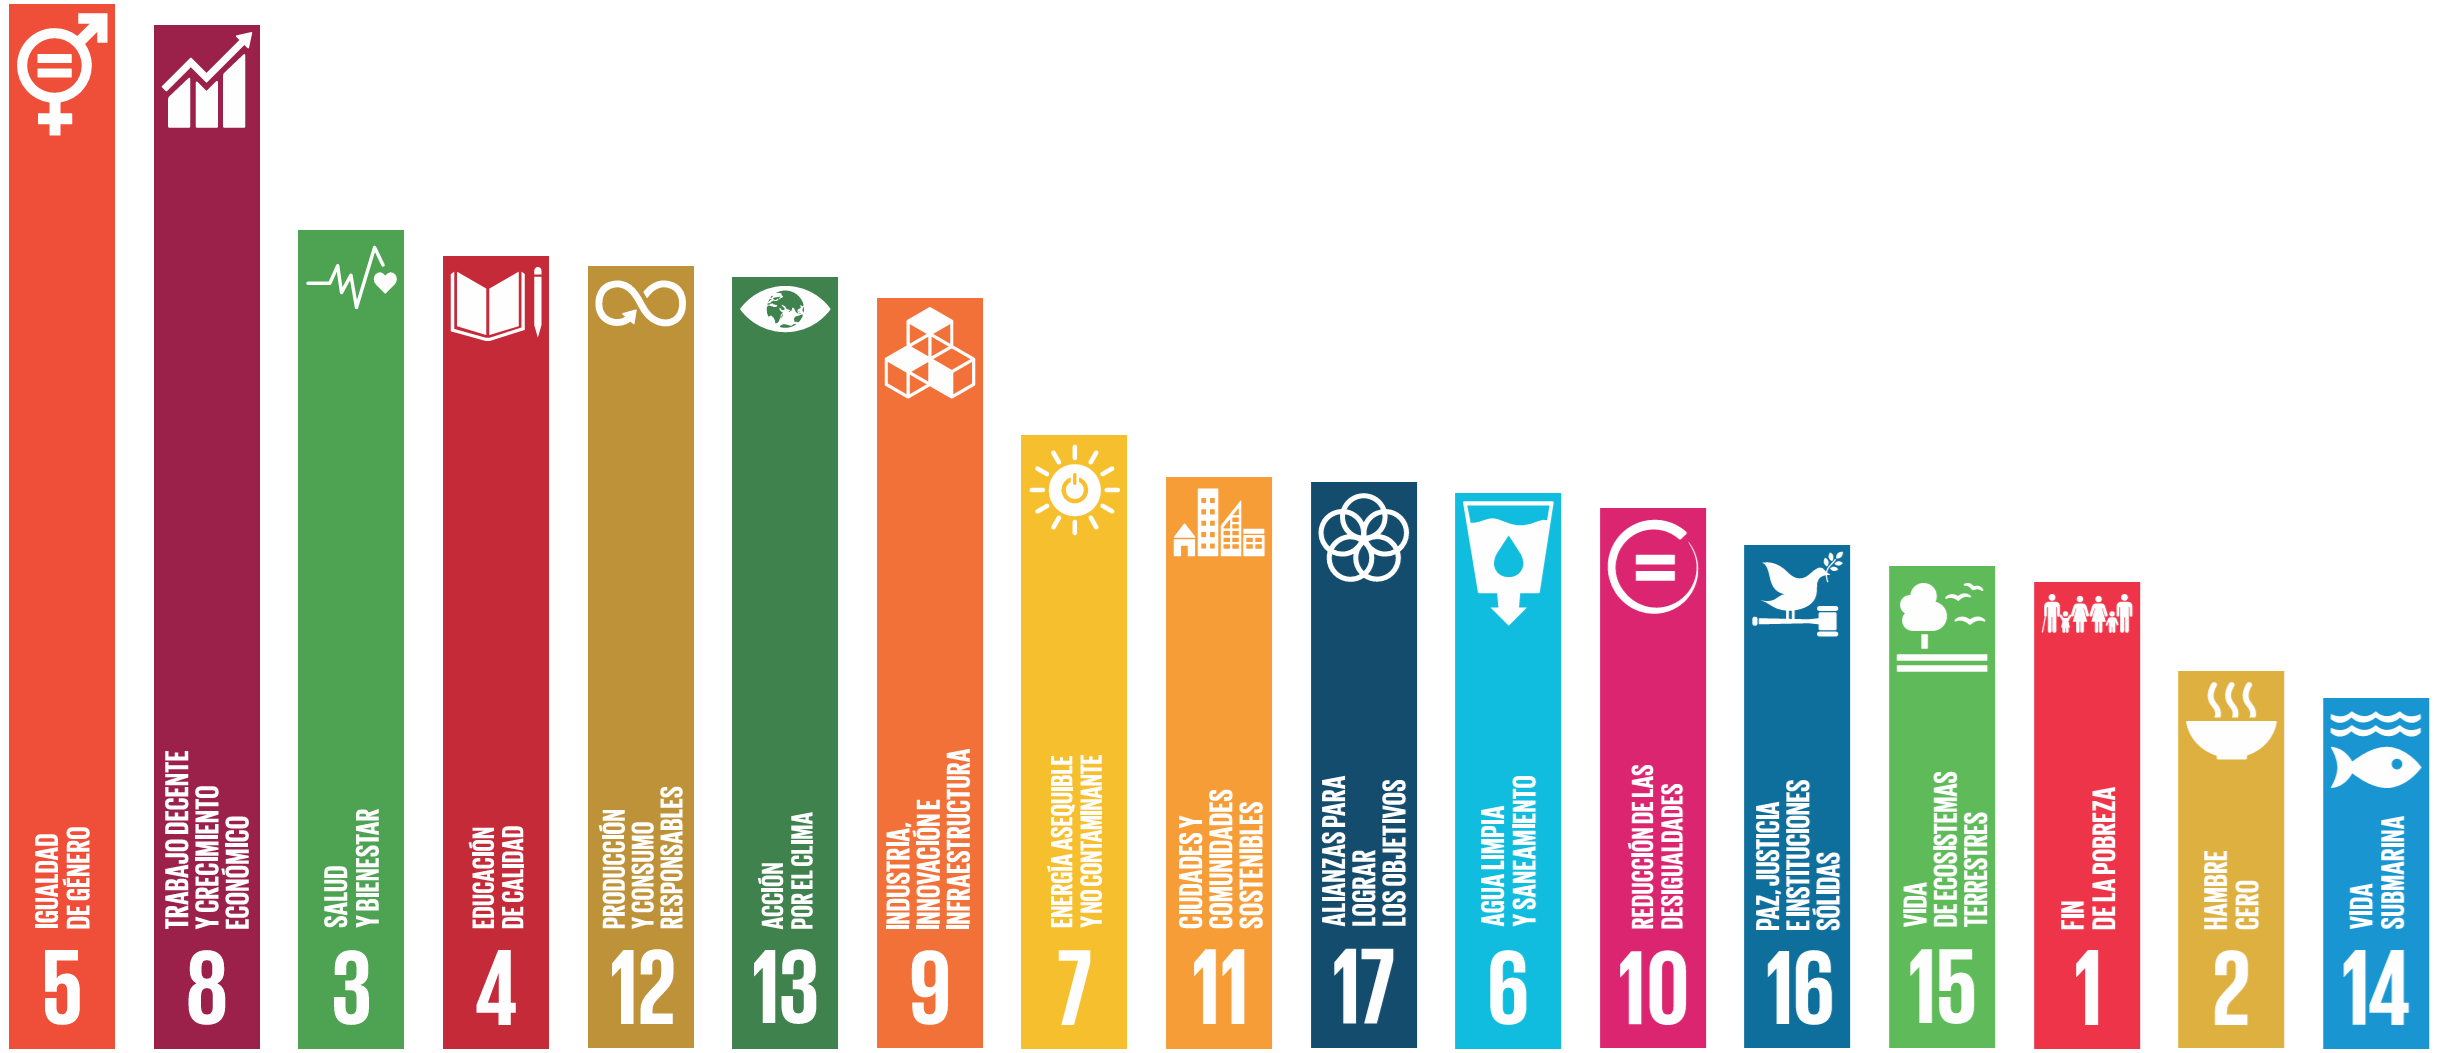 IGUALDAD
DE GÉNERO
5
TRABAJO DECENTE
Y CRECIMIENTO
ECONÓMICO
8
SALUD
Y BIENESTAR
3
EDUCACIÓN
DE CALIDAD
4
PRODUCCIÓN
Y CONSUMO
RESPONSABLES
12
ACCIÓN
POR EL CLIMA
13
INDUSTRIA,
INNOVACIÓN E
INFRAESTRUCTURA
9
ENERGÍA ASEQUIBLE
Y NO CONTAMINANTE
7
CIUDADES Y
COMUNIDADES
SOSTENIBLES
11
ALIANZAS PARA
LOGRAR
LOS OBJETIVOS
17
AGUA LIMPIA
Y SANEAMIENTO
6
REDUCCIÓN DE LAS
DESIGUALDADES
10
PAZ, JUSTICIA
E INSTITUCIONES
SÓLIDAS
16
VIDA
DE ECOSISTEMAS
TERRESTRES
15
FIN
DE LA POBREZA
1
HAMBRE
CERO
2
VIDA
SUBMARINA
14